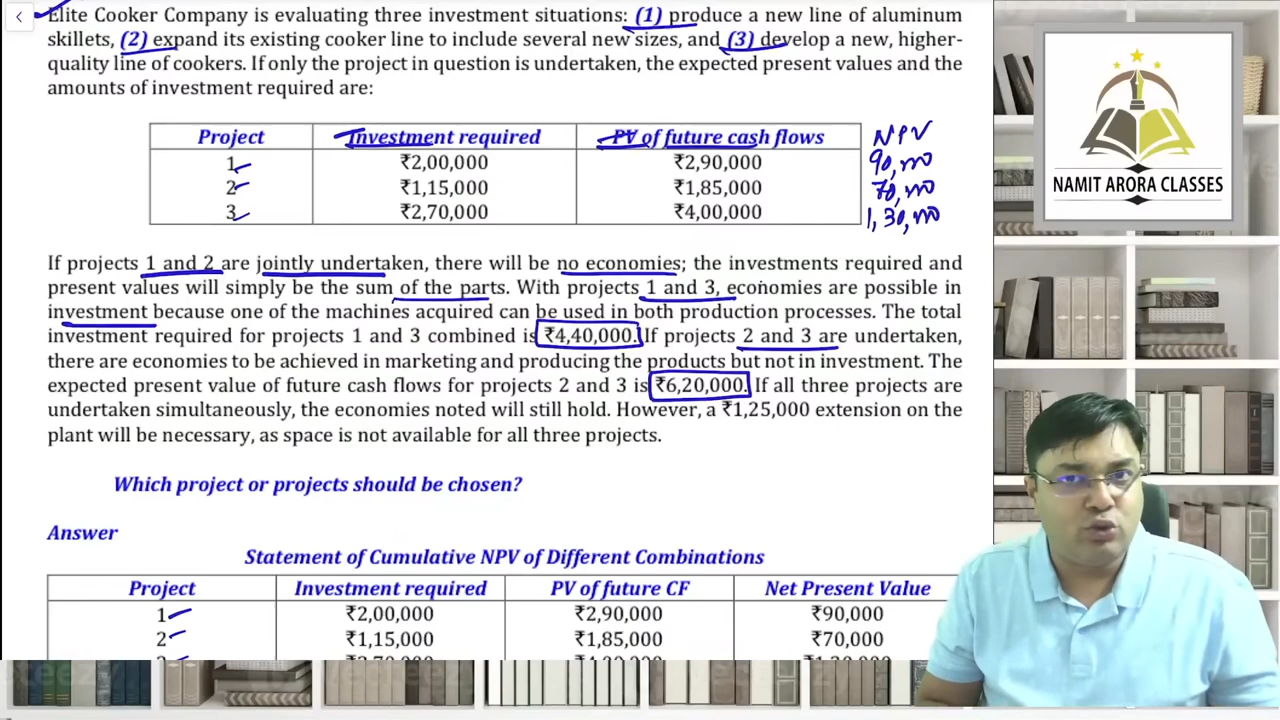 Elite Cooker Company is evaluating three investment situations: (1) produce a new line of aluminum
skillets, (2) expand its existing cooker line to include several new sizes, and (3) develop a new, higher-
quality line of cookers. If only the project in question is undertaken, the expected present values and the
amounts of investment required are:
Project Investment required PV of future cash flows NPV
1 ₹2,00,000 ₹2,90,000 90,000
2 ₹1,15,000 ₹1,85,000 70,000
3 ₹2,70,000 ₹4,00,000 1,30,000
NAMIT ARORA CLASSES
If projects 1 and 2 are jointly undertaken, there will be no economies; the investments required and
present values will simply be the sum of the parts. With projects 1 and 3, economies are possible in
investment because one of the machines acquired can be used in both production processes. The total
investment required for projects 1 and 3 combined is ₹4,40,000. If projects 2 and 3 are undertaken,
there are economies to be achieved in marketing and producing the products but not in investment. The
expected present value of future cash flows for projects 2 and 3 is ₹6,20,000. If all three projects are
undertaken simultaneously, the economies noted will still hold. However, a ₹1,25,000 extension on the
plant will be necessary, as space is not available for all three projects.
Which project or projects should be chosen?
Answer
Statement of Cumulative NPV of Different Combinations
Project Investment required PV of future CF Net Present Value
1 ₹2,00,000 ₹2,90,000 ₹90,000
2 ₹1,15,000 ₹1,85,000 ₹70,000